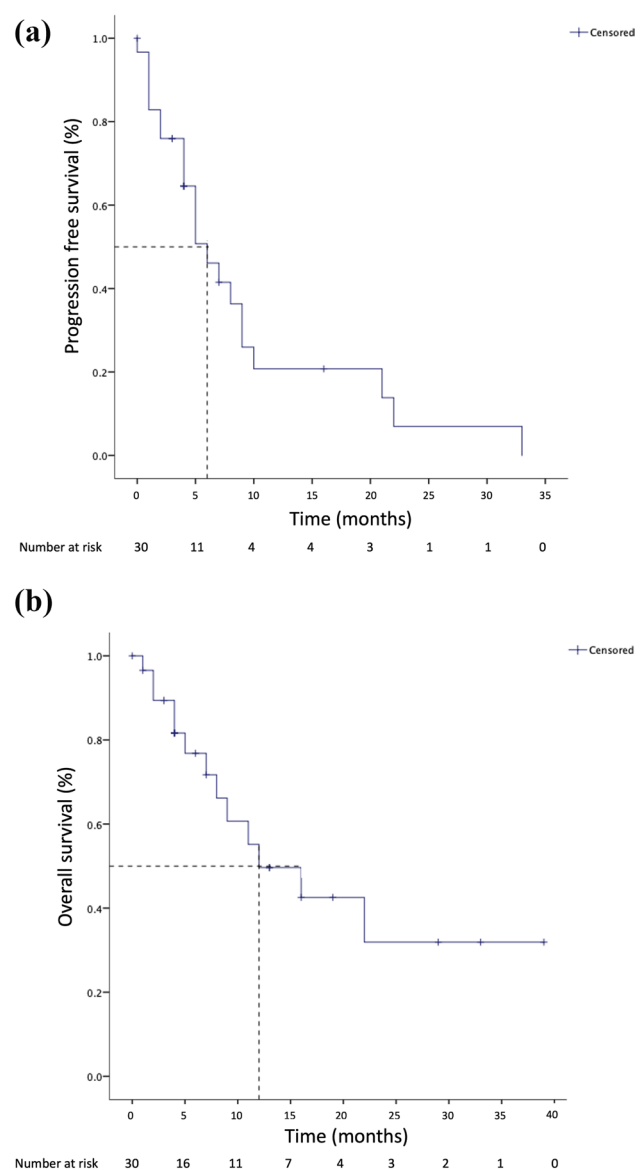 (a)
Censored
1.0
0.8
0.6
0.4
0.2
0.0
Progression free survival (%)
0 5 10 15 20 25 30 35
Time (months)
Number at risk 30 11 4 4 3 1 1 0
(b)
Censored
1.0
0.8
0.6
0.4
0.2
0.0
Overall survival (%)
0 5 10 15 20 25 30 35 40
Time (months)
Number at risk 30 16 11 7 4 3 2 1 0